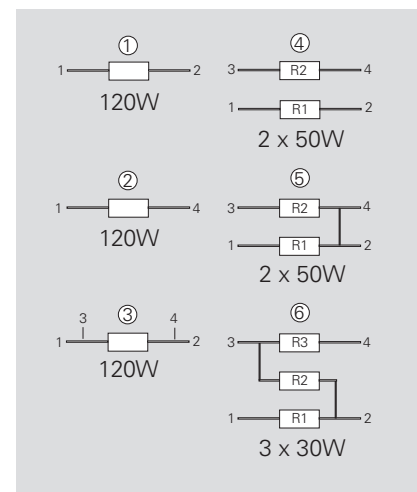 ①
1 2
120W
②
1 4
120W
③
3 4
1 2
120W
④
3 R2 4
1 R1 2
2 x 50W
⑤
3 R2 4
1 R1 2
2 x 50W
⑥
3 R3 4
R2
1 R1 2
3 x 30W